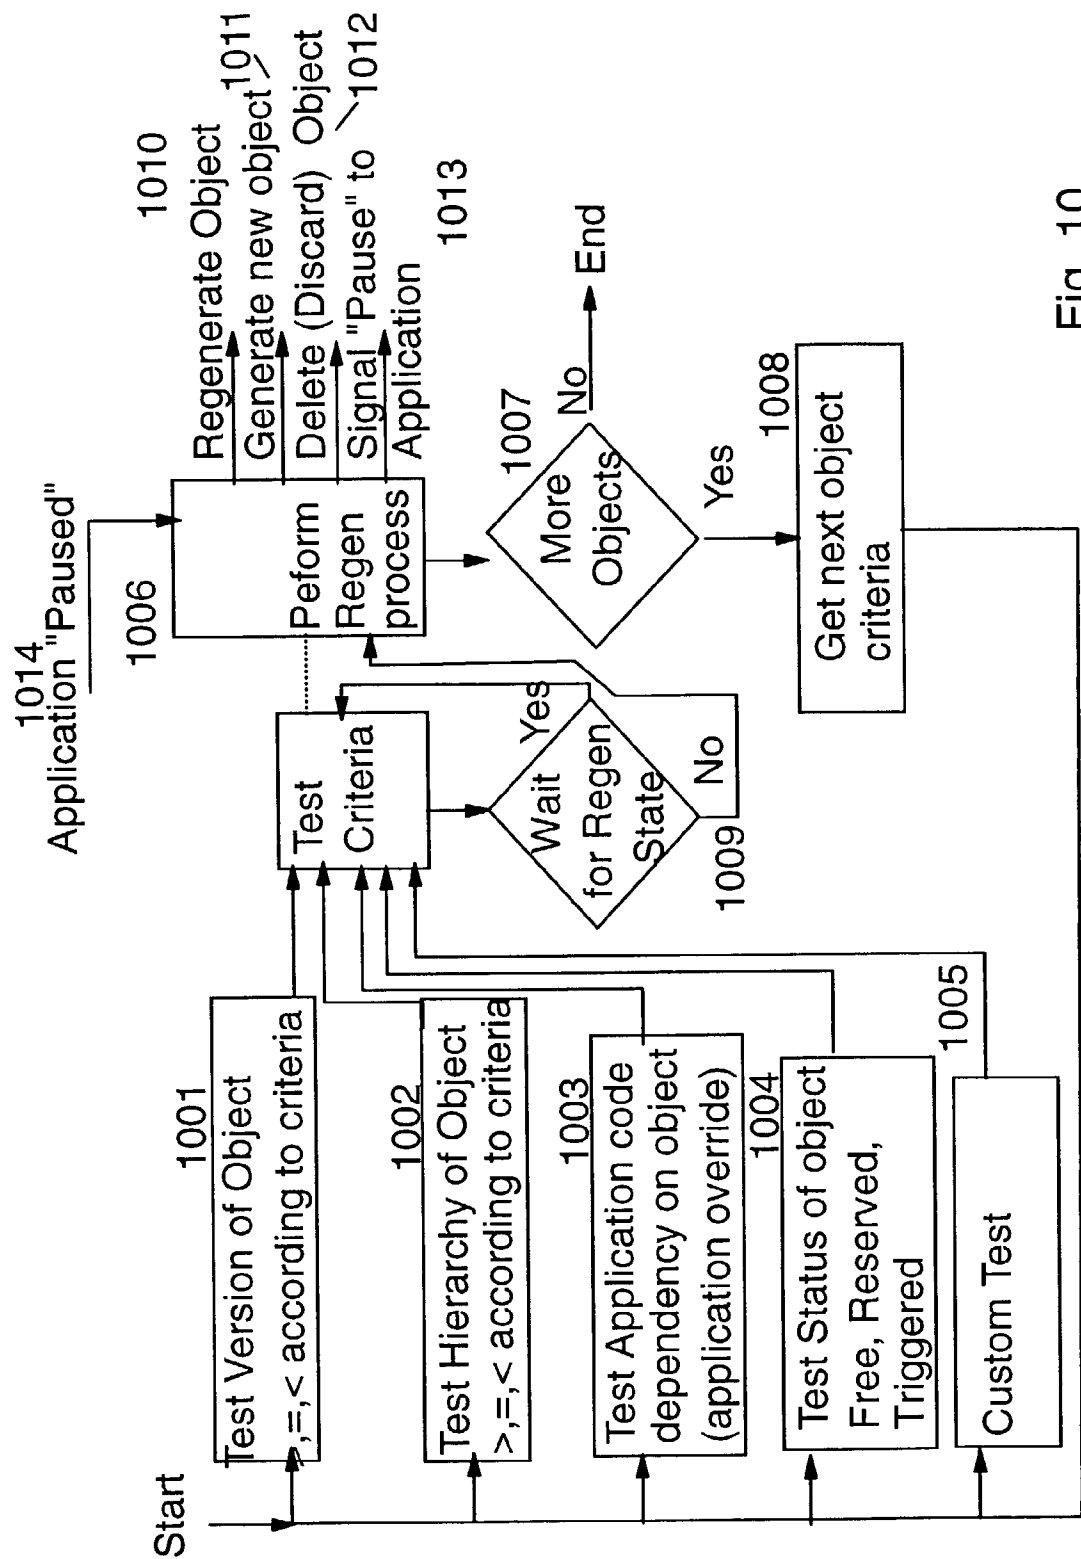 Start
Test Version of Object
>,=,< according to criteria
1001
Test Hierarchy of Object
>,=,< according to criteria
1002
Test Application code
dependency on object
(application override)
1003
Test Status of object
Free, Reserved,
Triggered
1004
Custom Test
1005
Test
Criteria
Wait
for Regen
State
Yes
No
1009
1014
Application "Paused"
1006
Peform
Regen
process
1010
Regenerate Object
Generate new object
1011
Delete (Discard) Object
Signal "Pause" to
Application
1012
1013
More
Objects
1007
No
End
Yes
Get next object
criteria
1008
Fig. 10